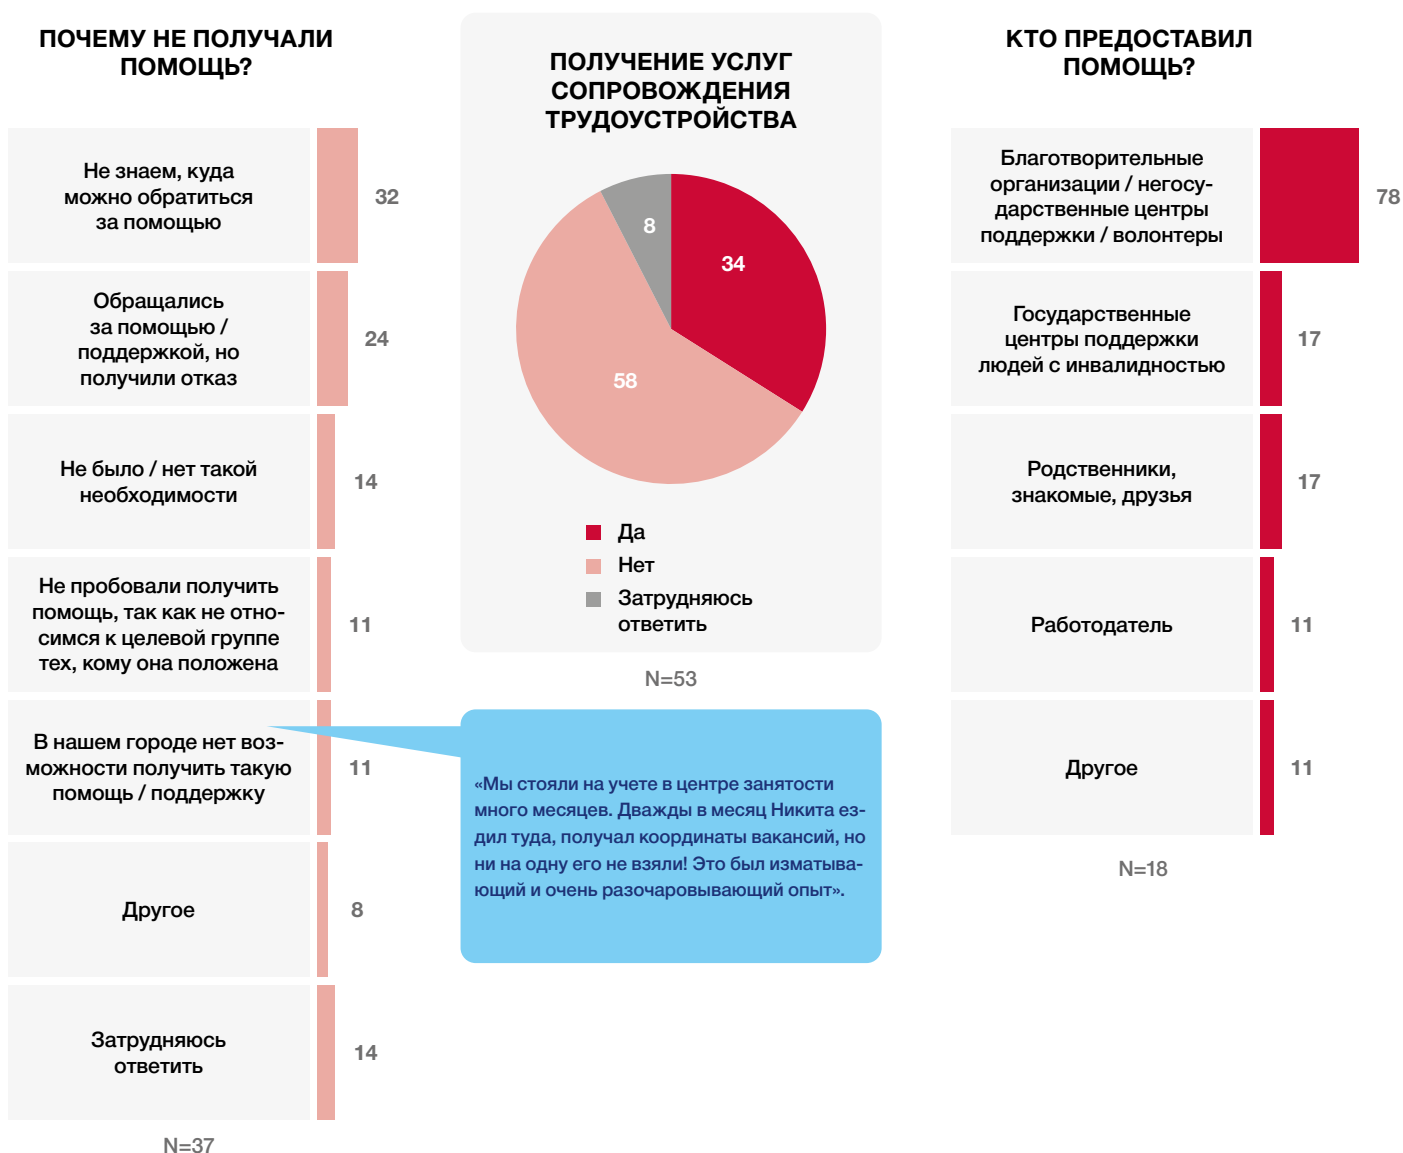 ПОЧЕМУ НЕ ПОЛУЧАЛИ
ПОМОЩЬ?
Не знаем, куда
можно обратиться
за помощью
32
Обращались
за помощью /
поддержкой, но
получили отказ
24
Не было / нет такой
необходимости
14
Не пробовали получить
помощь, так как не отно-
симся к целевой группе
тех, кому она положена
11
В нашем городе нет воз-
можности получить такую
помощь / поддержку
11
Другое
8
Затрудняюсь
ответить
14
N=37
ПОЛУЧЕНИЕ УСЛУГ
СОПРОВОЖДЕНИЯ
ТРУДОУСТРОЙСТВА
8
34
58
Да
Нет
Затрудняюсь
ответить
N=53
«Мы стояли на учете в центре занятости
много месяцев. Дважды в месяц Никита ез-
дил туда, получал координаты вакансий, но
ни на одну его не взяли! Это был изматыва-
ющий и очень разочаровывающий опыт».
КТО ПРЕДОСТАВИЛ
ПОМОЩЬ?
Благотворительные
организации / негосу-
дарственные центры
поддержки / волонтеры
78
Государственные
центры поддержки
людей с инвалидностью
17
Родственники,
знакомые, друзья
17
Работодатель
11
Другое
11
N=18